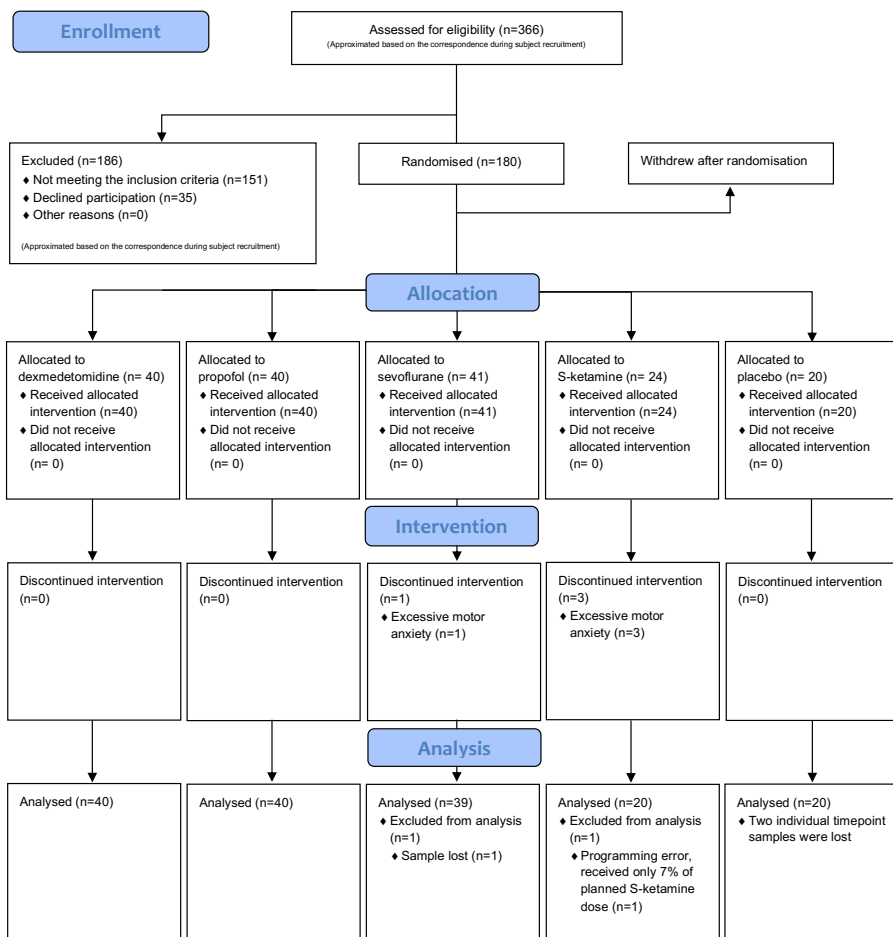 Enrollment
Assessed for eligibility (n=366)
(Approximated based on the correspondence during subject recruitment)
Excluded (n=186)
♦ Not meeting the inclusion criteria (n=151)
♦ Declined participation (n=35)
♦ Other reasons (n=0)
(Approximated based on the correspondence during subject recruitment)
Randomised (n=180)
Withdrew after randomisation
Allocation
Allocated to
dexmedetomidine (n= 40)
♦ Received allocated
intervention (n=40)
♦ Did not receive
allocated intervention
(n= 0)
Allocated to
propofol (n= 40)
♦ Received allocated
intervention (n=40)
♦ Did not receive
allocated intervention
(n= 0)
Allocated to
sevoflurane (n= 41)
♦ Received allocated
intervention (n=41)
♦ Did not receive
allocated intervention
(n= 0)
Allocated to
S-ketamine (n= 24)
♦ Received allocated
intervention (n=24)
♦ Did not receive
allocated intervention
(n= 0)
Allocated to
placebo (n= 20)
♦ Received allocated
intervention (n=20)
♦ Did not receive
allocated intervention
(n= 0)
Intervention
Discontinued intervention
(n=0)
Discontinued intervention
(n=0)
Discontinued intervention
(n=1)
♦ Excessive motor
anxiety (n=1)
Discontinued intervention
(n=3)
♦ Excessive motor
anxiety (n=3)
Discontinued intervention
(n=0)
Analysis
Analysed (n=40)
Analysed (n=40)
Analysed (n=39)
♦ Excluded from analysis
(n=1)
♦ Sample lost (n=1)
Analysed (n=20)
♦ Excluded from analysis
(n=1)
♦ Programming error,
received only 7% of
planned S-ketamine
dose (n=1)
Analysed (n=20)
♦ Two individual timepoint
samples were lost